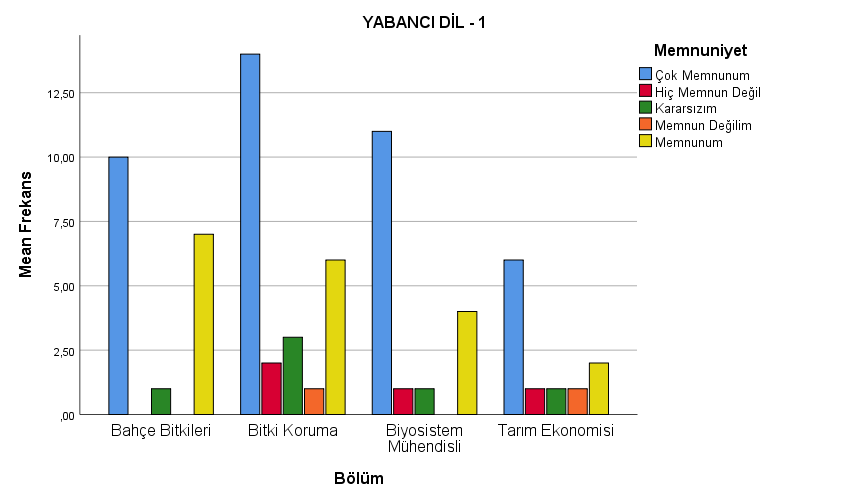 YABANCI DİL - 1
Memnuniyet
Çok Memnunum
Hiç Memnun Değil
Kararsızım
Memnun Değilim
Memnunum
Mean Frekans
12,50
10,00
7,50
5,00
2,50
,00
Bahçe Bitkileri
Bitki Koruma
Biyosistem
Mühendisli
Tarım Ekonomisi
Bölüm